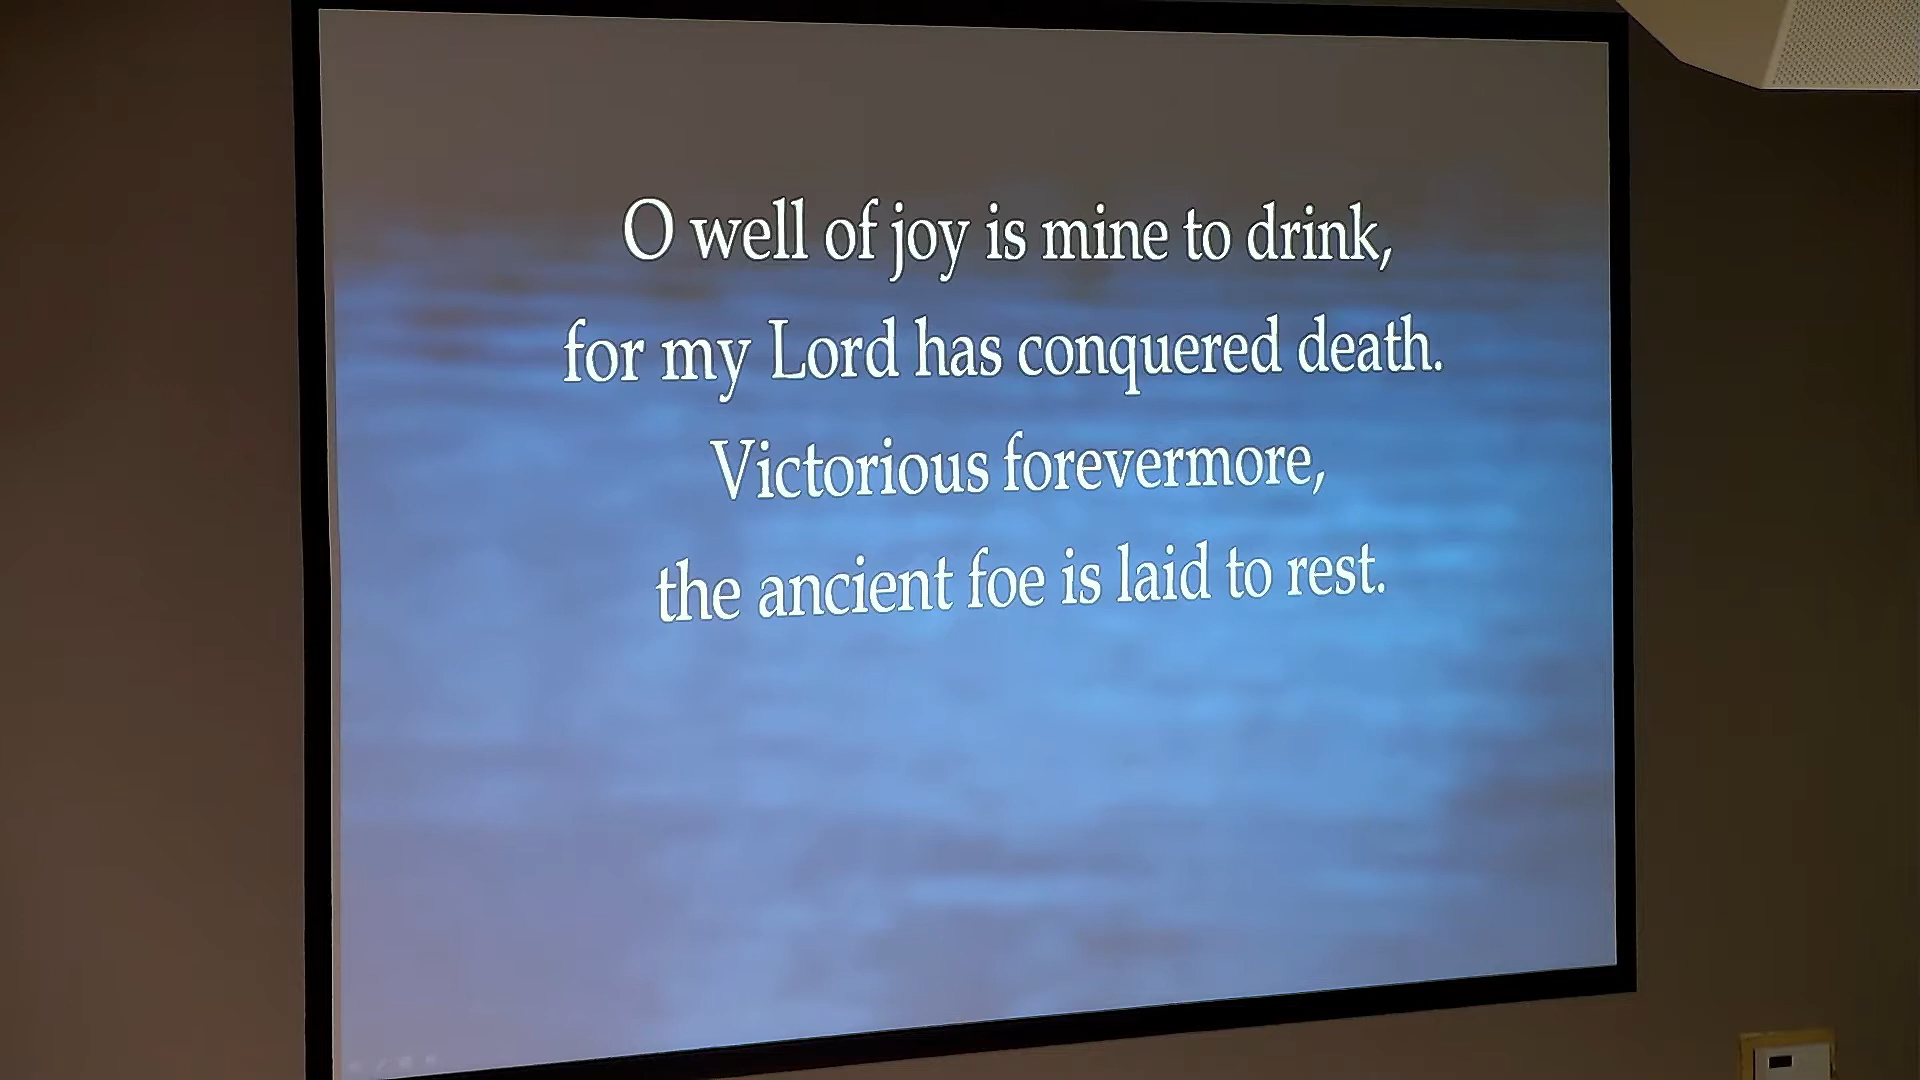 O well of joy is mine to drink,
for my Lord has conquered death.
Victorious forevermore,
the ancient foe is laid to rest.